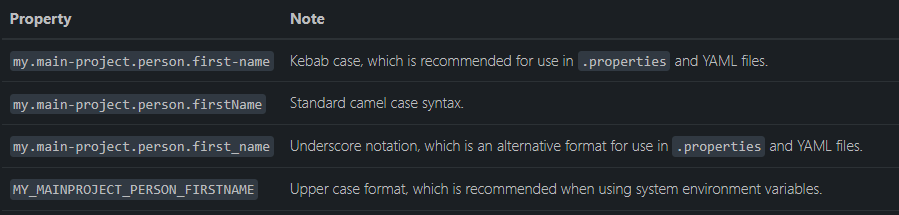 Property Note
my.main-project.person.first-name Kebab case, which is recommended for use in .properties and YAML files.
my.main-project.person.firstName Standard camel case syntax.
my.main-project.person.first_name Underscore notation, which is an alternative format for use in .properties and YAML files.
MY_MAINPROJECT_PERSON_FIRSTNAME Upper case format, which is recommended when using system environment variables.